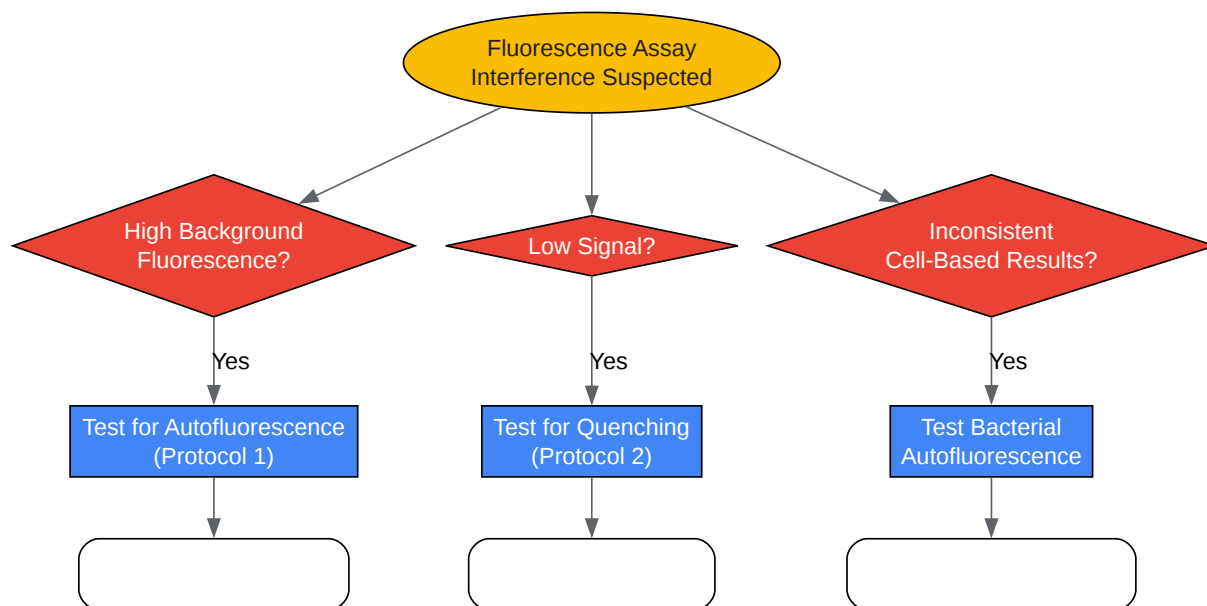 Fluorescence Assay
Interference Suspected
High Background
Fluorescence?
Low Signal?
Inconsistent
Cell-Based Results?
Yes
Yes
Yes
Test for Autofluorescence
(Protocol 1)
Test for Quenching
(Protocol 2)
Test Bacterial
Autofluorescence